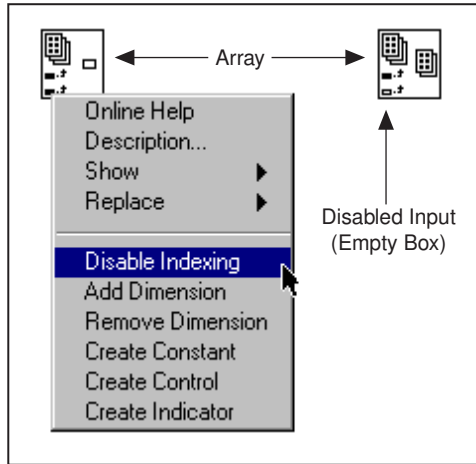 Array
Online Help
Description...
Show
Replace
Disabled Input
(Empty Box)
Disable Indexing
Add Dimension
Remove Dimension
Create Constant
Create Control
Create Indicator